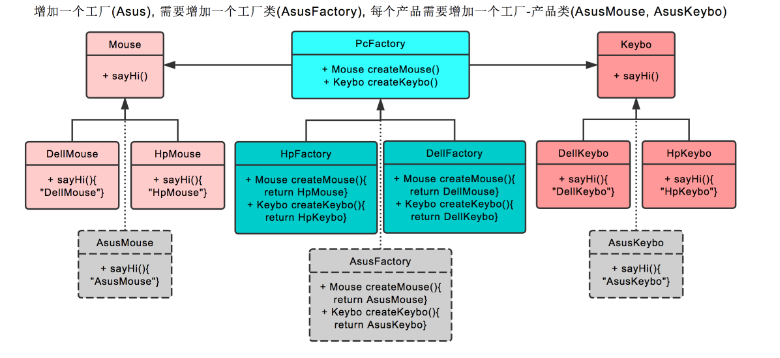 增加一个工厂(Asus), 需要增加一个工厂类(AsusFactory), 每个产品需要增加一个工厂-产品类(AsusMouse, AsusKeybo)
Mouse
+ sayHi()
PcFactory
+ Mouse createMouse()
+ Keybo createKeybo()
Keybo
+ sayHi()
DellMouse
+ sayHi(){
"DellMouse"}
HpMouse
+ sayHi(){
"HpMouse"}
HpFactory
+ Mouse createMouse(){
return HpMouse}
+ Keybo createKeybo(){
return HpKeybo}
DellFactory
+ Mouse createMouse(){
return DellMouse}
+ Keybo createKeybo(){
return DellKeybo}
DellKeybo
+ sayHi(){
"DellKeybo"}
HpKeybo
+ sayHi(){
"HpKeybo"}
AsusMouse
+ sayHi(){
"AsusMouse"}
AsusFactory
+ Mouse createMouse(){
return AsusMouse}
+ Keybo createKeybo(){
return AsusKeybo}
AsusKeybo
+ sayHi(){
"AsusKeybo"}